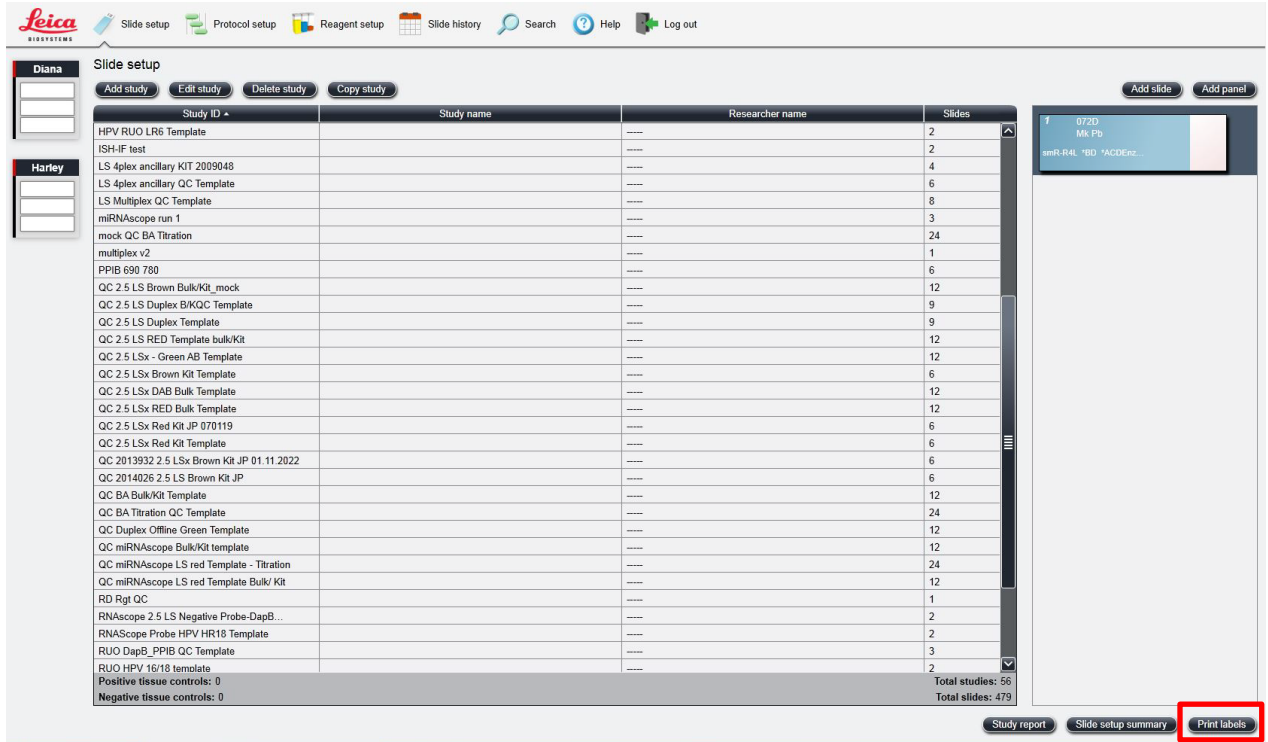 Leica
BIOSYSTEMS
Slide setup Protocol setup Reagent setup Slide history Search Help Log out
Diana
Harley
Slide setup
Add study Edit study Delete study Copy study
Add slide Add panel
Study ID Study name Researcher name Slides
HPV RUO LR6 Template ----- 2
ISH-IF test ----- 2
LS 4plex ancillary KIT 2009048 ----- 4
LS 4plex ancillary QC Template ----- 6
LS Multiplex QC Template ----- 8
miRNAscope run 1 ----- 3
mock QC BA Titration ----- 24
multiplex v2 ----- 1
PPIB 690 780 ----- 6
QC 2.5 LS Brown Bulk/Kit_mock ----- 12
QC 2.5 LS Duplex B/KQC Template ----- 9
QC 2.5 LS Duplex Template ----- 9
QC 2.5 LS RED Template bulk/Kit ----- 12
QC 2.5 LSx - Green AB Template ----- 12
QC 2.5 LSx Brown Kit Template ----- 6
QC 2.5 LSx DAB Bulk Template ----- 12
QC 2.5 LSx RED Bulk Template ----- 12
QC 2.5 LSx Red Kit JP 070119 ----- 6
QC 2.5 LSx Red Kit Template ----- 6
QC 2013932 2.5 LSx Brown Kit JP 01.11.2022 ----- 6
QC 2014026 2.5 LS Brown Kit JP ----- 6
QC BA Bulk/Kit Template ----- 12
QC BA Titration QC Template ----- 24
QC Duplex Offline Green Template ----- 12
QC miRNAscope Bulk/Kit template ----- 12
QC miRNAscope LS red Template - Titration ----- 24
QC miRNAscope LS red Template Bulk/ Kit ----- 12
RD Rgt QC ----- 1
RNAscope 2.5 LS Negative Probe-DapB... ----- 2
RNAScope Probe HPV HR18 Template ----- 2
RUO DapB_PPIB QC Template ----- 3
RUO HPV 16/18 template ----- 2
Positive tissue controls: 0 Total studies: 56
Negative tissue controls: 0 Total slides: 479
1 072D
Mk Pb
smR-R4L *BD *ACDEnz...
Study report Slide setup summary Print labels